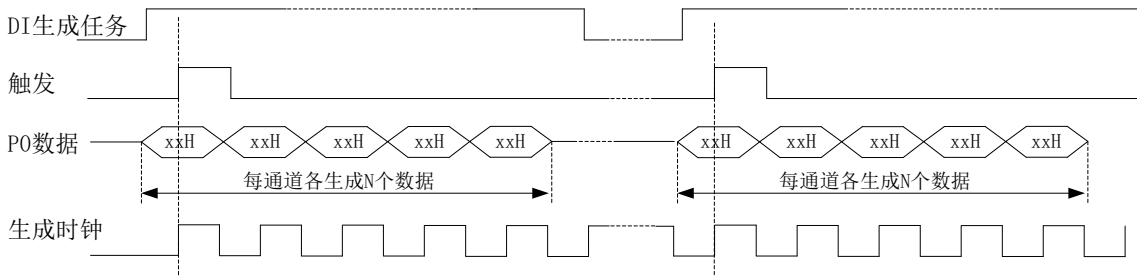 DI生成任务
触发
P0数据
xxH xxH xxH xxH xxH xxH xxH xxH xxH xxH
每通道各生成N个数据 每通道各生成N个数据
生成时钟